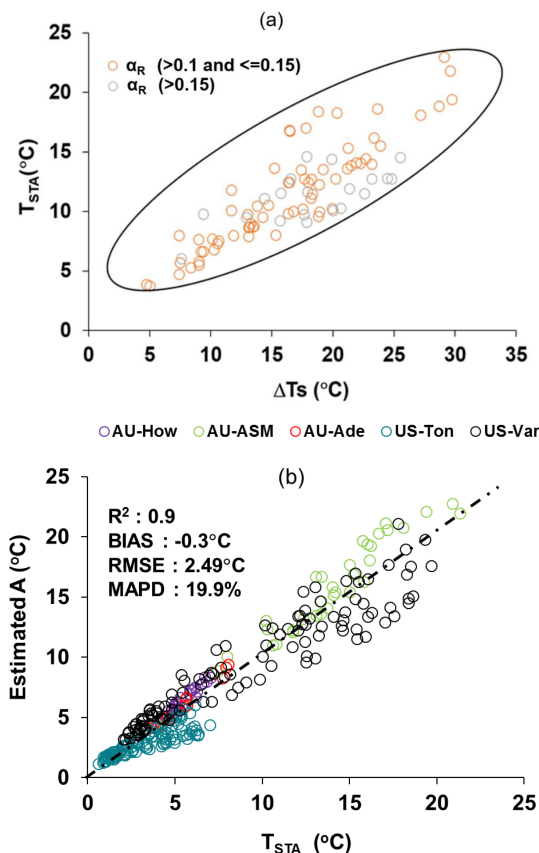 (a)
25
20
15
10
5
0
T_STA (°C)
α_R (>0.1 and <=0.15)
α_R (>0.15)
0 5 10 15 20 25 30 35
ΔTs (°C)
AU-How AU-ASM AU-Ade US-Ton US-Var
(b)
25
20
15
10
5
0
Estimated A (°C)
R² : 0.9
BIAS : -0.3°C
RMSE : 2.49°C
MAPD : 19.9%
0 5 10 15 20 25
T_STA (°C)